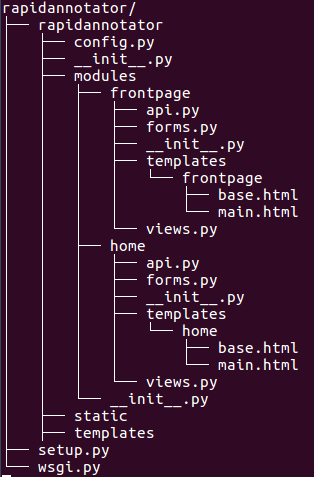 rapidannotator/
├── rapidannotator
│   ├── config.py
│   ├── __init__.py
│   ├── modules
│   │   ├── frontpage
│   │   │   ├── api.py
│   │   │   ├── forms.py
│   │   │   ├── __init__.py
│   │   │   ├── templates
│   │   │   │   └── frontpage
│   │   │   │       ├── base.html
│   │   │   │       └── main.html
│   │   │   └── views.py
│   │   ├── home
│   │   │   ├── api.py
│   │   │   ├── forms.py
│   │   │   ├── __init__.py
│   │   │   ├── templates
│   │   │   │   └── home
│   │   │   │       ├── base.html
│   │   │   │       └── main.html
│   │   │   └── views.py
│   │   └── __init__.py
│   ├── static
│   └── templates
├── setup.py
└── wsgi.py